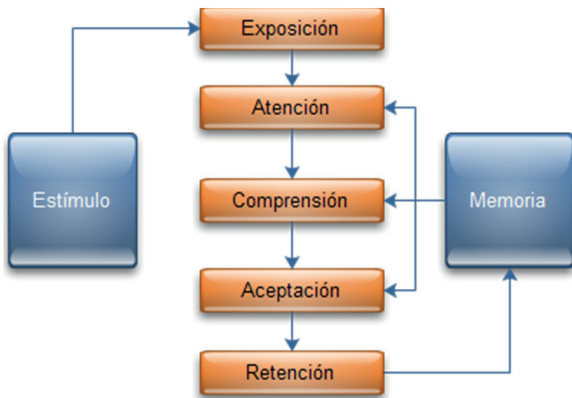 Exposición
Atención
Estímulo
Comprensión
Memoria
Aceptación
Retención